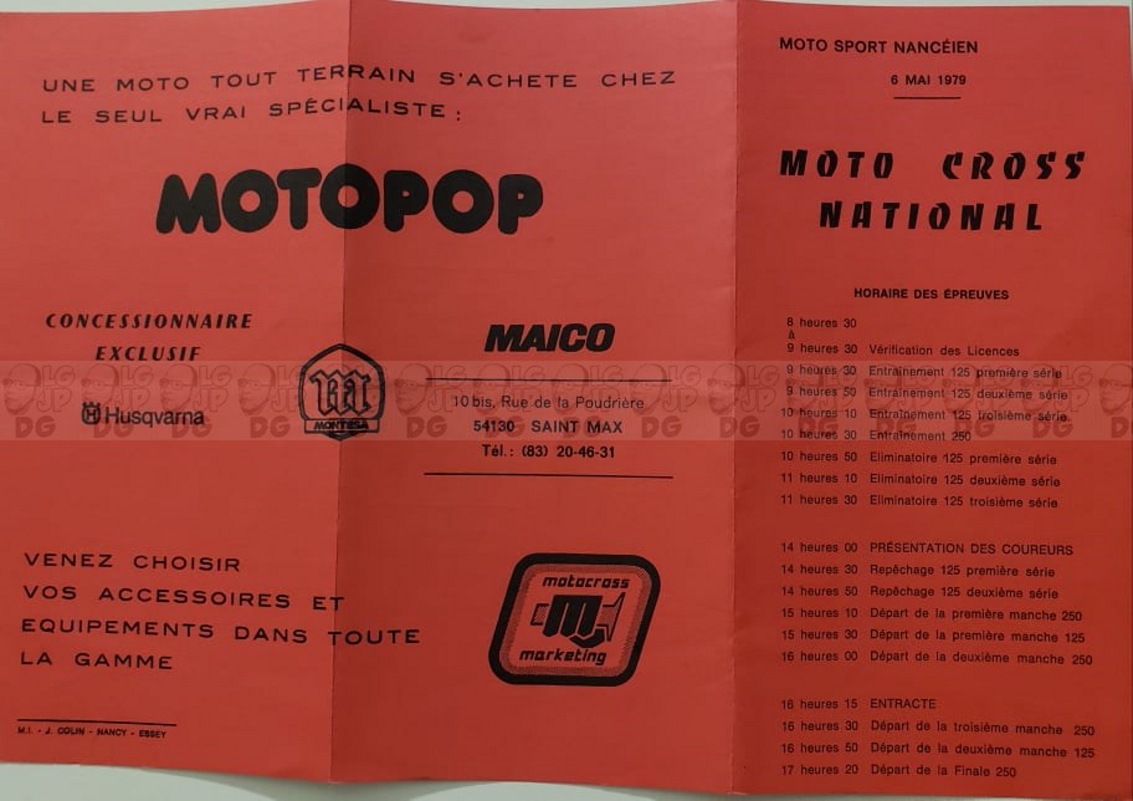 UNE MOTO TOUT TERRAIN S'ACHETE CHEZ
LE SEUL VRAI SPÉCIALISTE :
MOTOPOP
CONCESSIONNAIRE
EXCLUSIF
Husqvarna
M
MONTESA
MAICO
10 bis, Rue de la Poudrière
54130 SAINT MAX
Tél.: (83) 20-46-31
VENEZ CHOISIR
VOS ACCESSOIRES ET
EQUIPEMENTS DANS TOUTE
LA GAMME
motocross
m
marketing
M.I. - J. COLIN - NANCY - ESSEY
MOTO SPORT NANCÉIEN
6 MAI 1979
MOTO CROSS
NATIONAL
HORAIRE DES ÉPREUVES
8 heures 30
à
9 heures 30 Vérification des Licences
9 heures 30 Entraînement 125 première série
9 heures 50 Entraînement 125 deuxième série
10 heures 10 Entraînement 125 troisième série
10 heures 30 Entraînement 250
10 heures 50 Eliminatoire 125 première série
11 heures 10 Eliminatoire 125 deuxième série
11 heures 30 Eliminatoire 125 troisième série
14 heures 00 PRÉSENTATION DES COUREURS
14 heures 30 Repêchage 125 première série
14 heures 50 Repêchage 125 deuxième série
15 heures 10 Départ de la première manche 250
15 heures 30 Départ de la première manche 125
16 heures 00 Départ de la deuxième manche 250
16 heures 15 ENTRACTE
16 heures 30 Départ de la troisième manche 250
16 heures 50 Départ de la deuxième manche 125
17 heures 20 Départ de la Finale 250